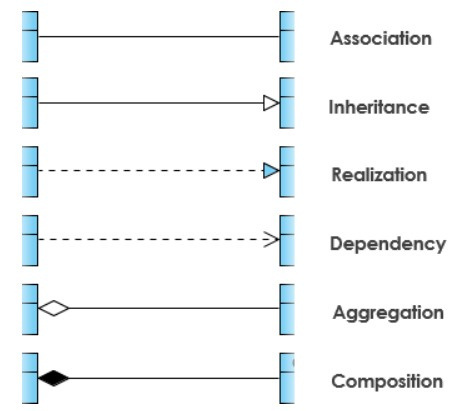 Association
Inheritance
Realization
Dependency
Aggregation
Composition